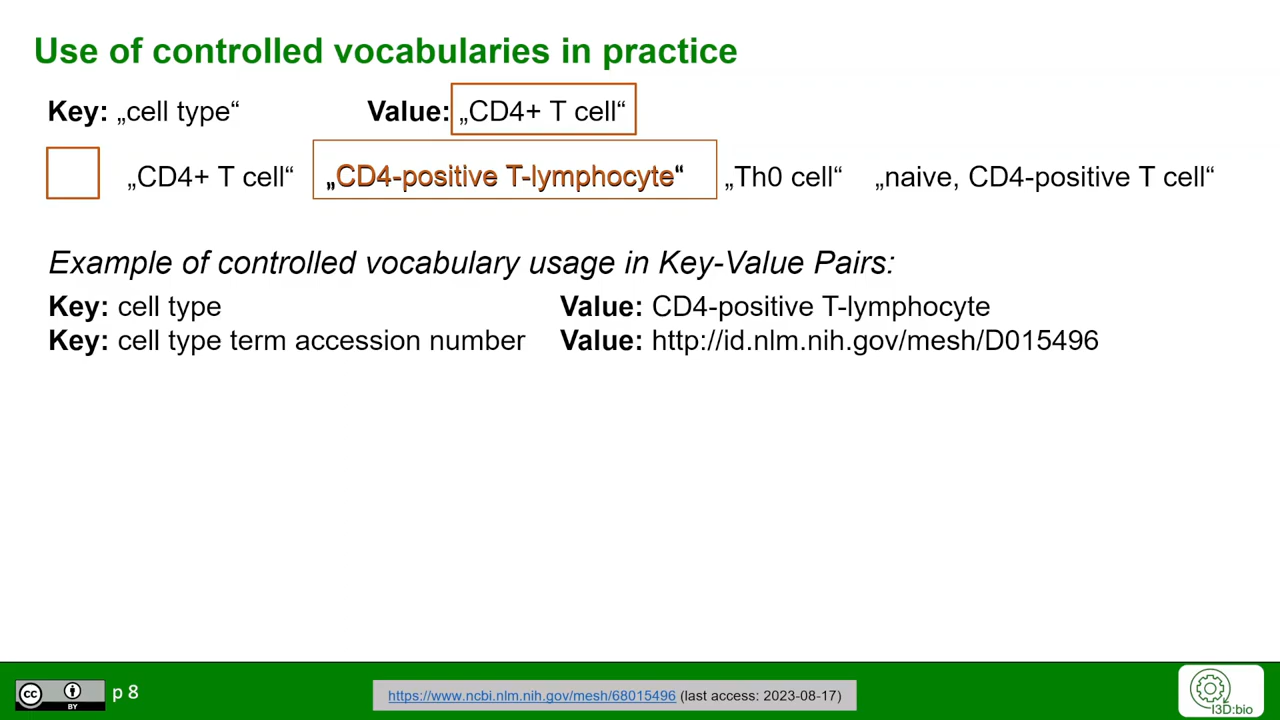 Use of controlled vocabularies in practice
Key: „cell type“ Value: „CD4+ T cell“
„CD4+ T cell“ „CD4-positive T-lymphocyte“ „Th0 cell“ „naive, CD4-positive T cell“
Example of controlled vocabulary usage in Key-Value Pairs:
Key: cell type Value: CD4-positive T-lymphocyte
Key: cell type term accession number Value: http://id.nlm.nih.gov/mesh/D015496
cc BY p 8 https://www.ncbi.nlm.nih.gov/mesh/68015496 (last access: 2023-08-17) I3D:bio